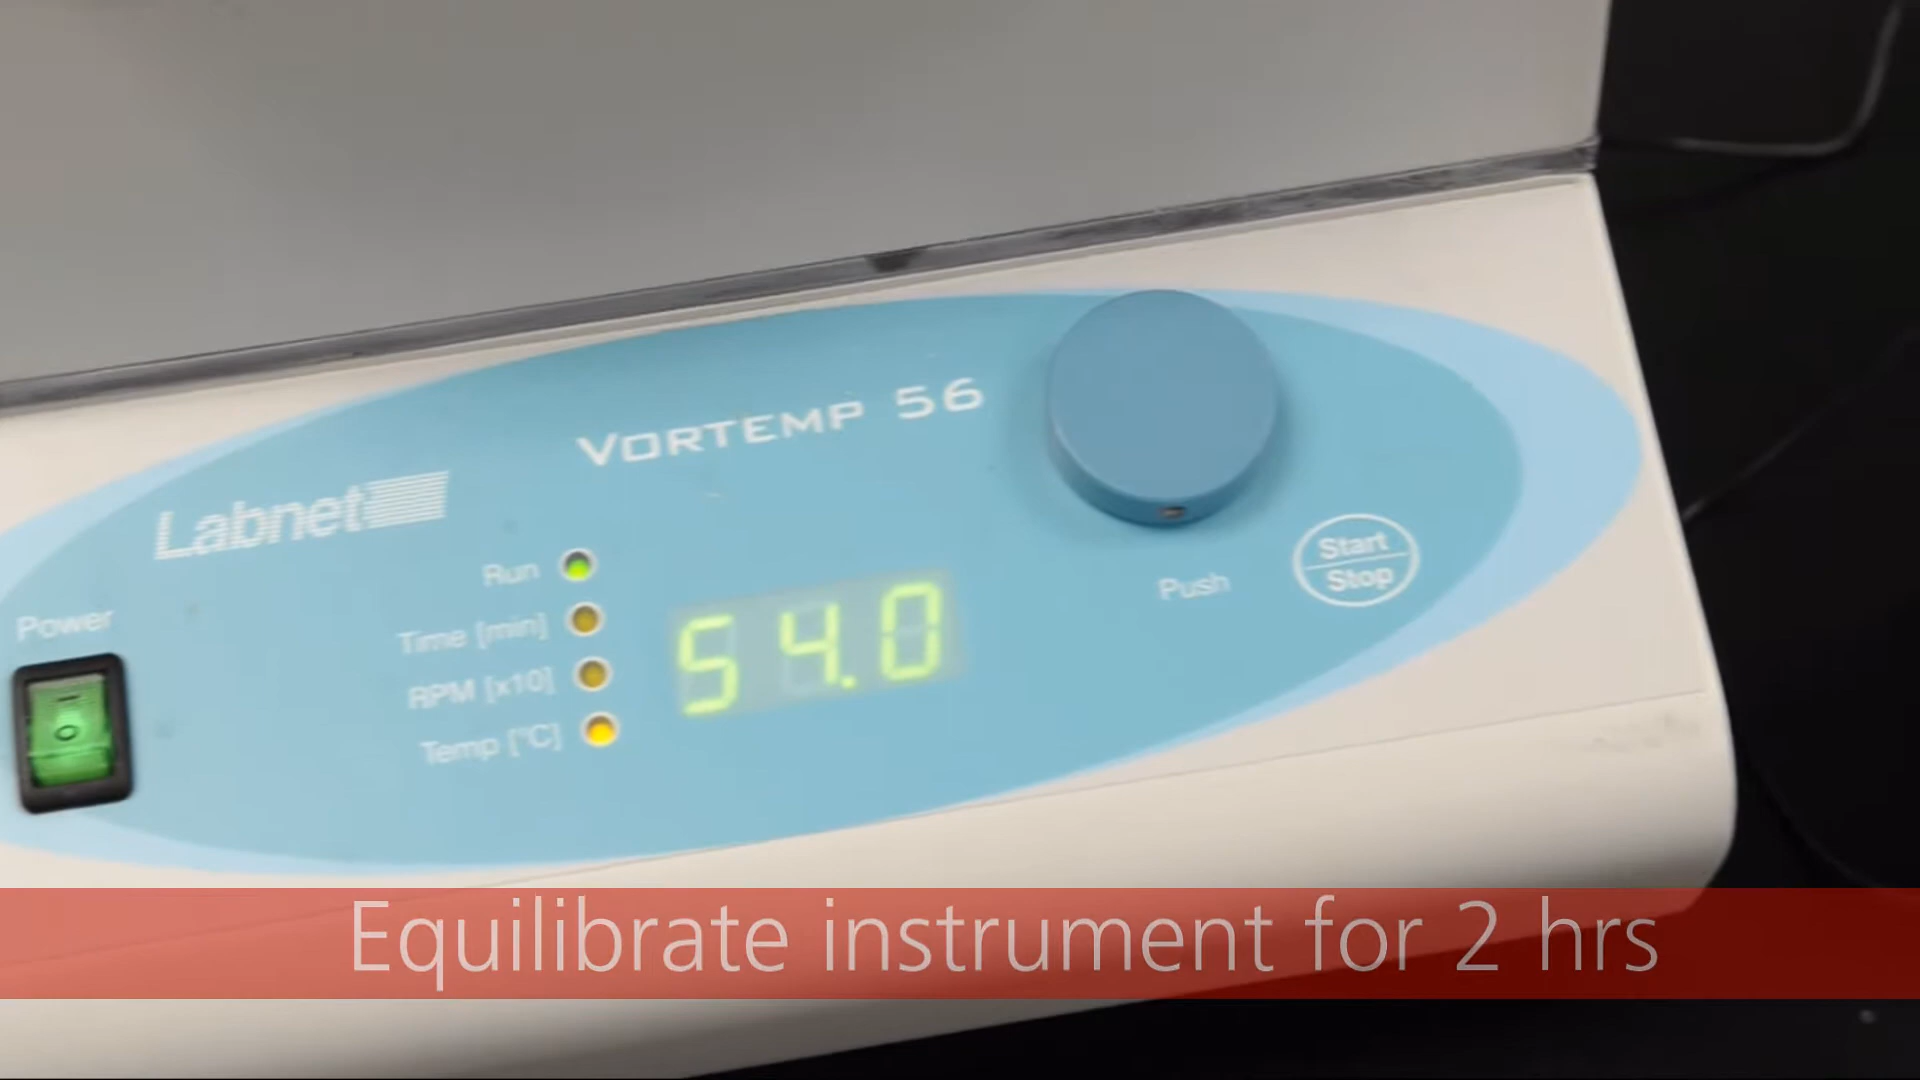 VORTEMP 56
Labnet
Run
Time [min]
RPM [x10]
Temp [°C]
54.0
Push
Start
Stop
Power
Equilibrate instrument for 2 hrs